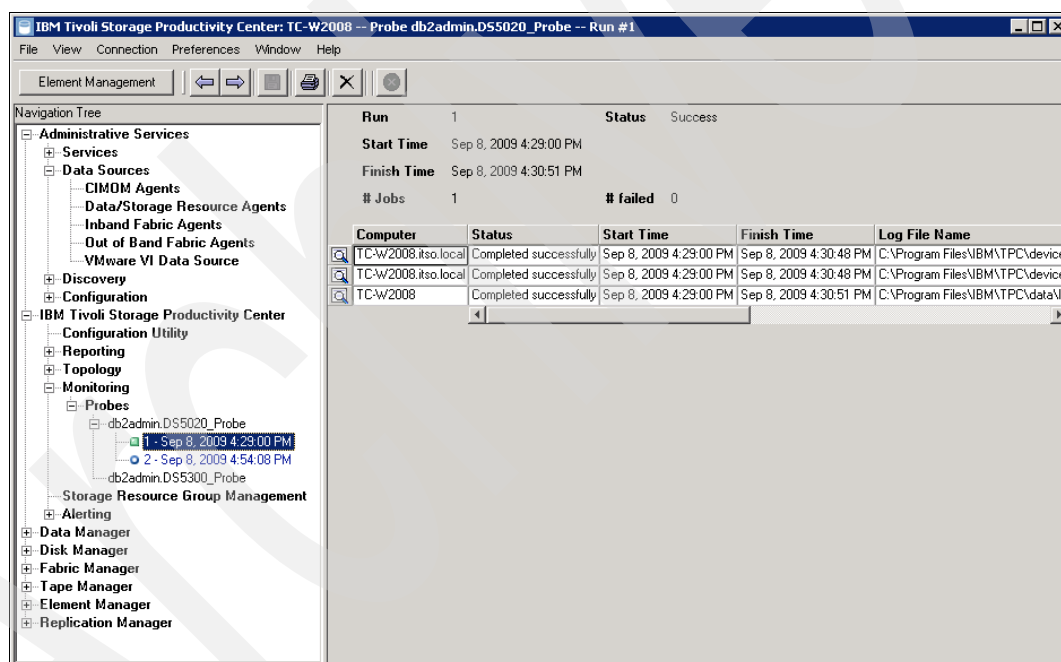 IBM Tivoli Storage Productivity Center: TC-W2008 -- Probe db2admin.DS5020_Probe -- Run #1
File View Connection Preferences Window Help
Element Management
Navigation Tree
Administrative Services
Services
Data Sources
CIMOM Agents
Data/Storage Resource Agents
Inband Fabric Agents
Out of Band Fabric Agents
VMware VI Data Source
Discovery
Configuration
IBM Tivoli Storage Productivity Center
Configuration Utility
Reporting
Topology
Monitoring
Probes
db2admin.DS5020_Probe
1 - Sep 8, 2009 4:29:00 PM
2 - Sep 8, 2009 4:54:08 PM
db2admin.DS5300_Probe
Storage Resource Group Management
Alerting
Data Manager
Disk Manager
Fabric Manager
Tape Manager
Element Manager
Replication Manager
Run 1 Status Success
Start Time Sep 8, 2009 4:29:00 PM
Finish Time Sep 8, 2009 4:30:51 PM
# Jobs 1 # failed 0
Computer Status Start Time Finish Time Log File Name
TC-W2008.itso.local Completed successfully Sep 8, 2009 4:29:00 PM Sep 8, 2009 4:30:48 PM C:\Program Files\IBM\TPC\device
TC-W2008.itso.local Completed successfully Sep 8, 2009 4:29:00 PM Sep 8, 2009 4:30:48 PM C:\Program Files\IBM\TPC\device
TC-W2008 Completed successfully Sep 8, 2009 4:29:00 PM Sep 8, 2009 4:30:51 PM C:\Program Files\IBM\TPC\data\